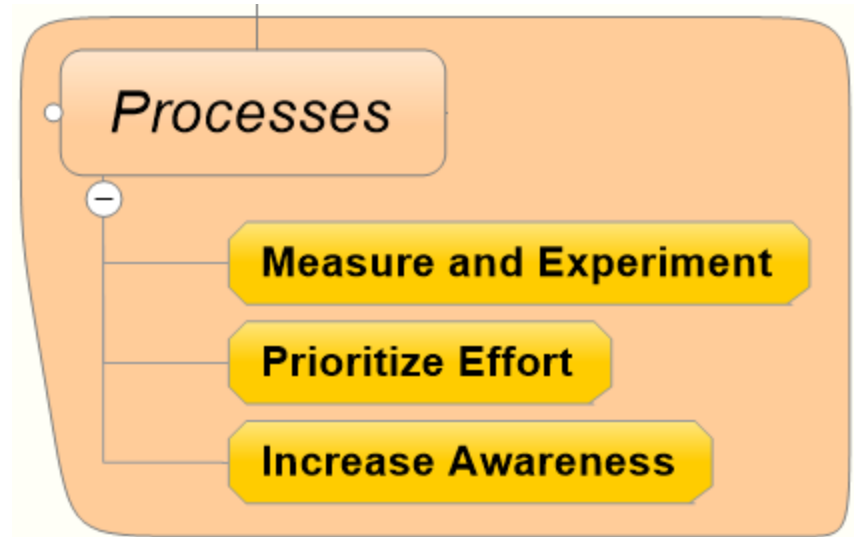 Processes
Measure and Experiment
Prioritize Effort
Increase Awareness